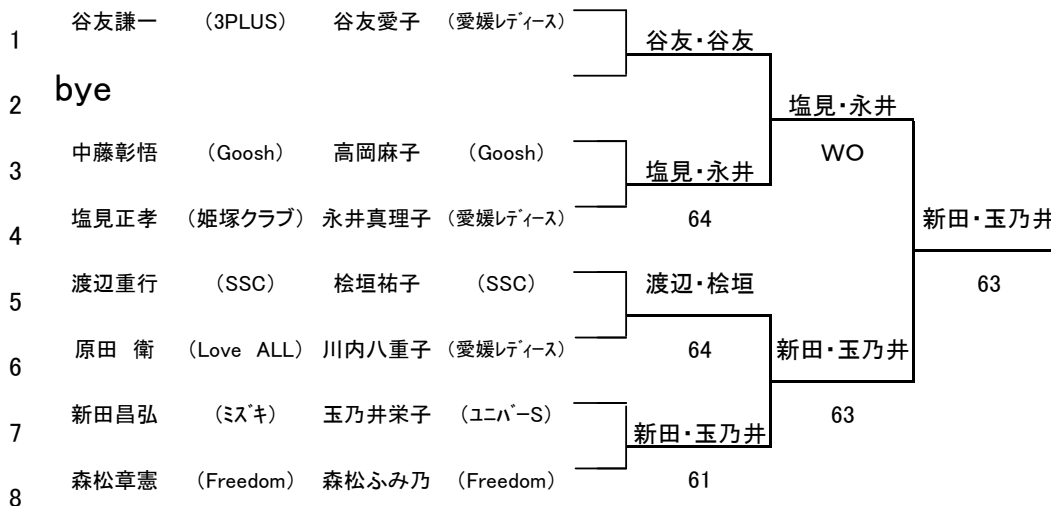 1 谷友謙一 (3PLUS) 谷友愛子 (愛媛ﾚﾃﾞｨｰｽ)
谷友・谷友
2 bye
塩見・永井
3 中藤彰悟 (Goosh) 高岡麻子 (Goosh)
WO
塩見・永井
4 塩見正孝 (姫塚クラブ) 永井真理子 (愛媛ﾚﾃﾞｨｰｽ)
64
新田・玉乃井
5 渡辺重行 (SSC) 桧垣祐子 (SSC)
渡辺・桧垣
63
6 原田 衛 (Love ALL) 川内八重子 (愛媛ﾚﾃﾞｨｰｽ)
64
新田・玉乃井
7 新田昌弘 (ﾐｽﾞｷ) 玉乃井栄子 (ﾕﾆﾊﾞｰS)
63
新田・玉乃井
8 森松章憲 (Freedom) 森松ふみ乃 (Freedom)
61